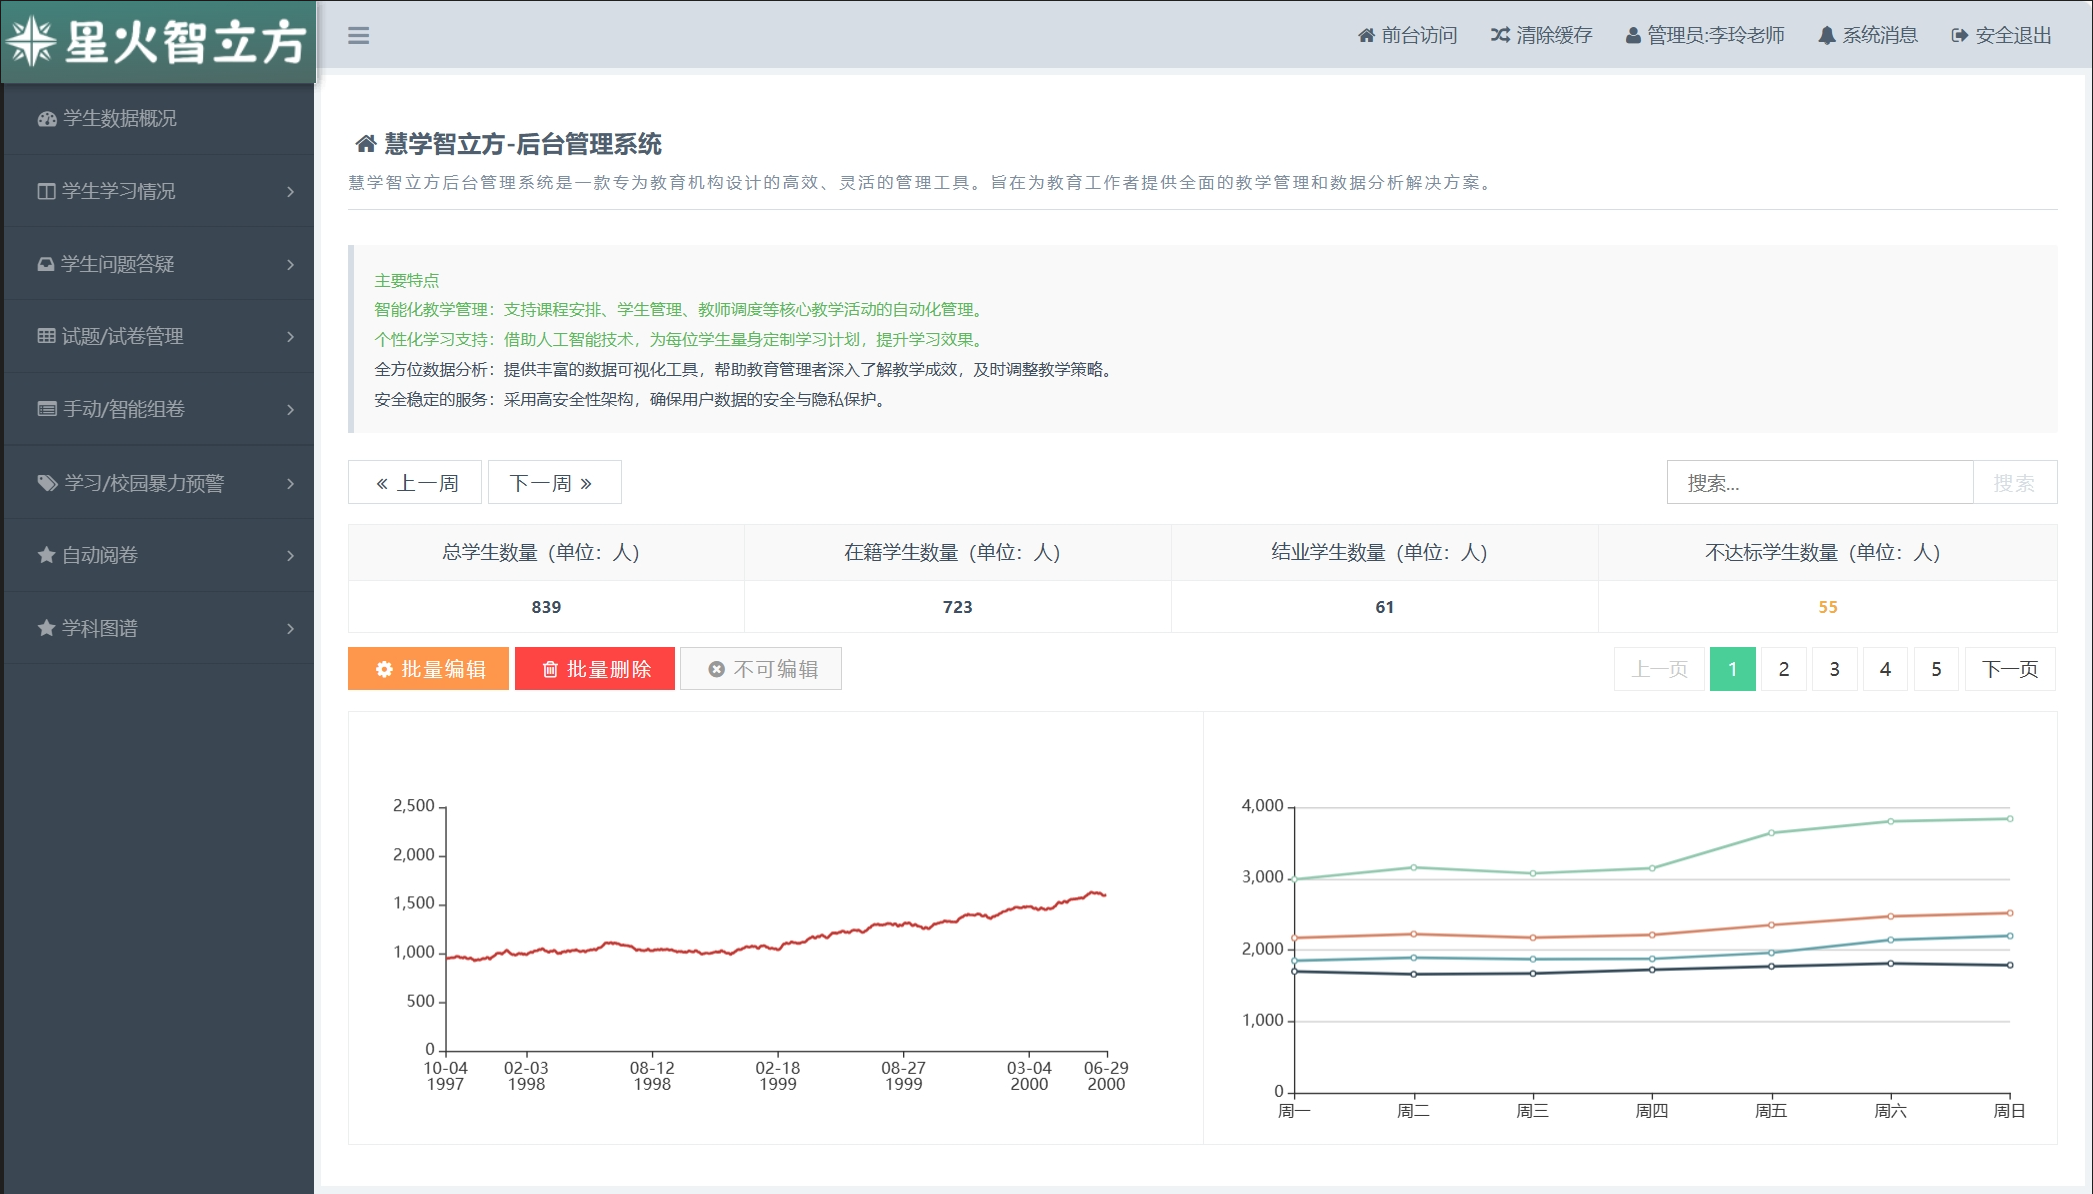 星火智立方
前台访问 清除缓存 管理员:李玲老师 系统消息 安全退出
学生数据概况
学生学习情况
学生问题答疑
试题/试卷管理
手动/智能组卷
学习/校园暴力预警
自动阅卷
学科图谱
慧学智立方-后台管理系统
慧学智立方后台管理系统是一款专为教育机构设计的高效、灵活的管理工具。旨在为教育工作者提供全面的教学管理和数据分析解决方案。
主要特点
智能化教学管理：支持课程安排、学生管理、教师调度等核心教学活动的自动化管理。
个性化学习支持：借助人工智能技术，为每位学生量身定制学习计划，提升学习效果。
全方位数据分析：提供丰富的数据可视化工具，帮助教育管理者深入了解教学成效，及时调整教学策略。
安全稳定的服务：采用高安全性架构，确保用户数据的安全与隐私保护。
« 上一周 下一周 » 搜索... 搜索
总学生数量（单位：人） 在籍学生数量（单位：人） 结业学生数量（单位：人） 不达标学生数量（单位：人）
839 723 61 55
批量编辑 批量删除 不可编辑 上一页 1 2 3 4 5 下一页
2,500
2,000
1,500
1,000
500
0
10-04 02-03 08-12 02-18 08-27 03-04 06-29
1997 1998 1998 1999 1999 2000 2000
4,000
3,000
2,000
1,000
0
周一 周二 周三 周四 周五 周六 周日